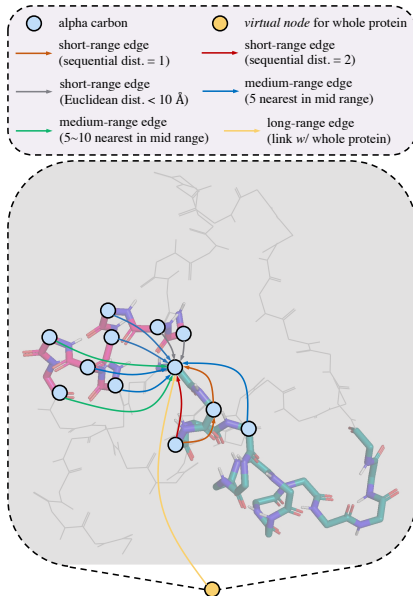 alpha carbon
virtual node for whole protein
short-range edge
(sequential dist. = 1)
short-range edge
(sequential dist. = 2)
short-range edge
(Euclidean dist. < 10 Å)
medium-range edge
(5 nearest in mid range)
medium-range edge
(5~10 nearest in mid range)
long-range edge
(link w/ whole protein)